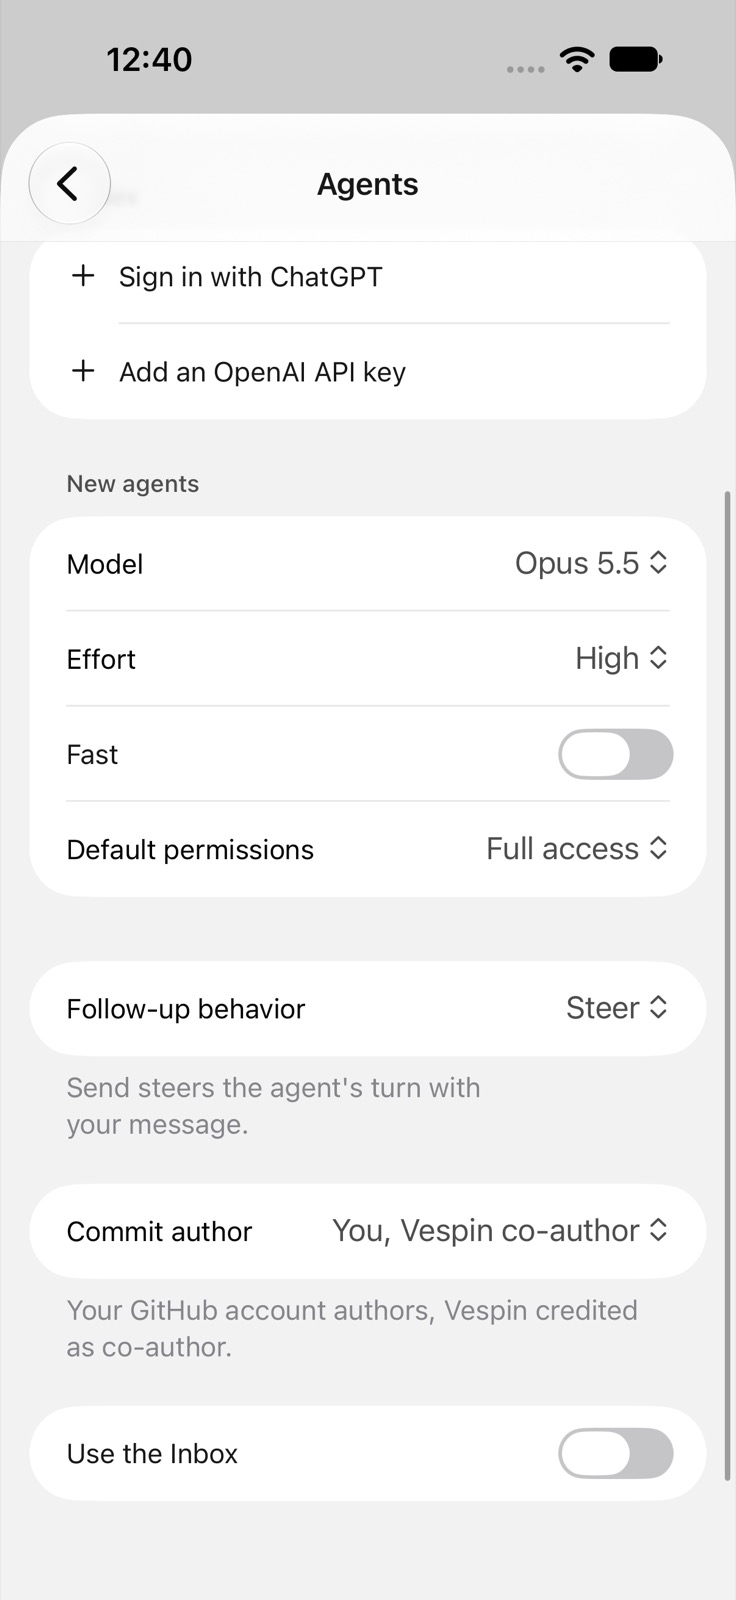 12:40
Agents
Sign in with ChatGPT
Add an OpenAI API key
New agents
Model
Opus 5.5
Effort
High
Fast
Default permissions
Full access
Follow-up behavior
Steer
Send steers the agent's turn with
your message.
Commit author
You, Vespin co-author
Your GitHub account authors, Vespin credited
as co-author.
Use the Inbox